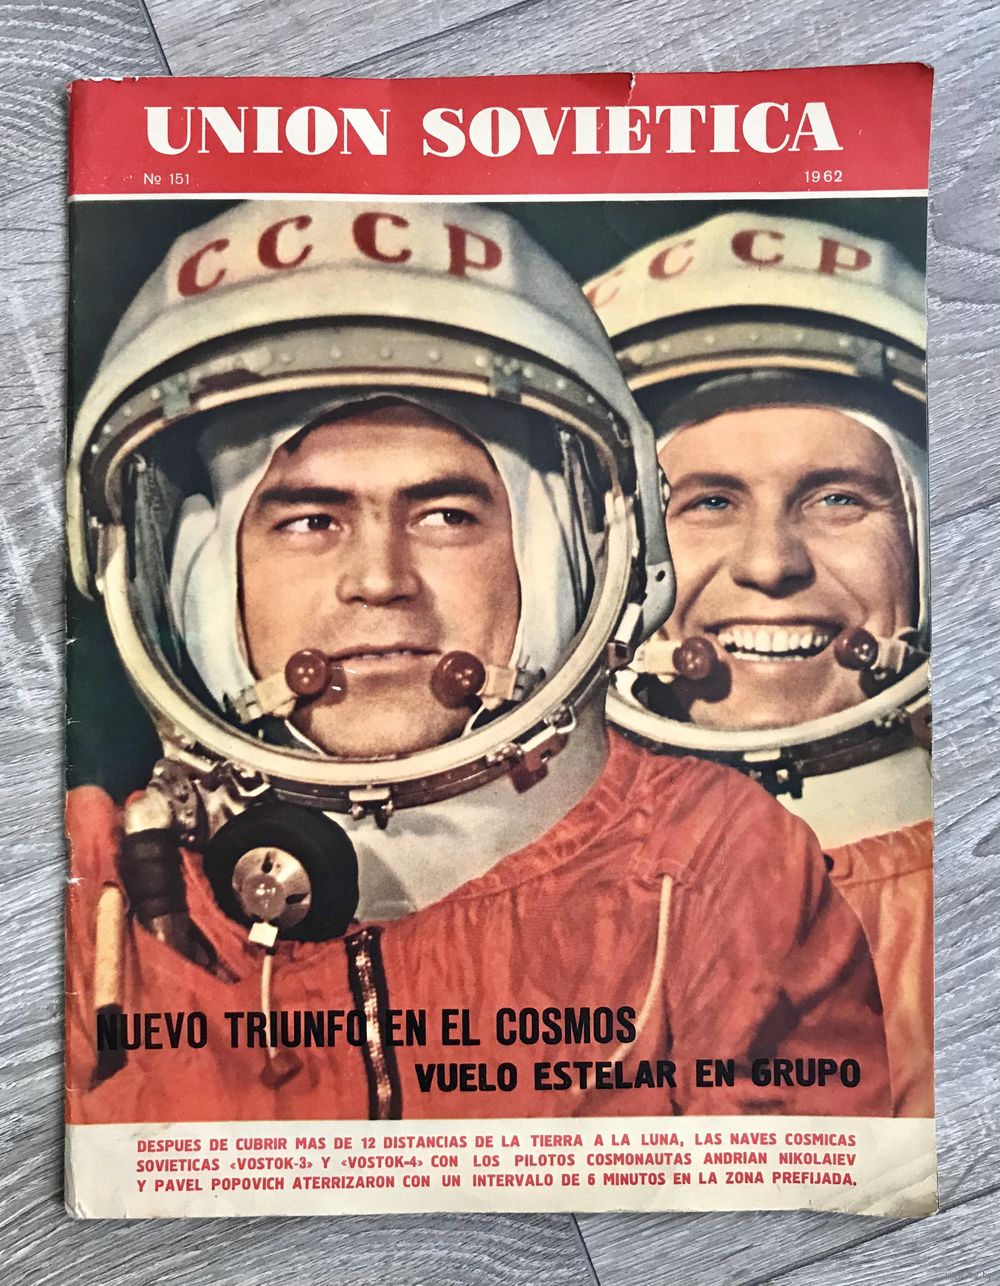 UNION SOVIETICA
№ 151
1962
СССР
СССР
NUEVO TRIUNFO EN EL COSMOS
VUELO ESTELAR EN GRUPO
DESPUES DE CUBRIR MAS DE 12 DISTANCIAS DE LA TIERRA A LA LUNA, LAS NAVES COSMICAS
SOVIETICAS «VOSTOK-3» Y «VOSTOK-4» CON LOS PILOTOS COSMONAUTAS ANDRIAN NIKOLAIEV
Y PAVEL POPOVICH ATERRIZARON CON UN INTERVALO DE 6 MINUTOS EN LA ZONA PREFIJADA.